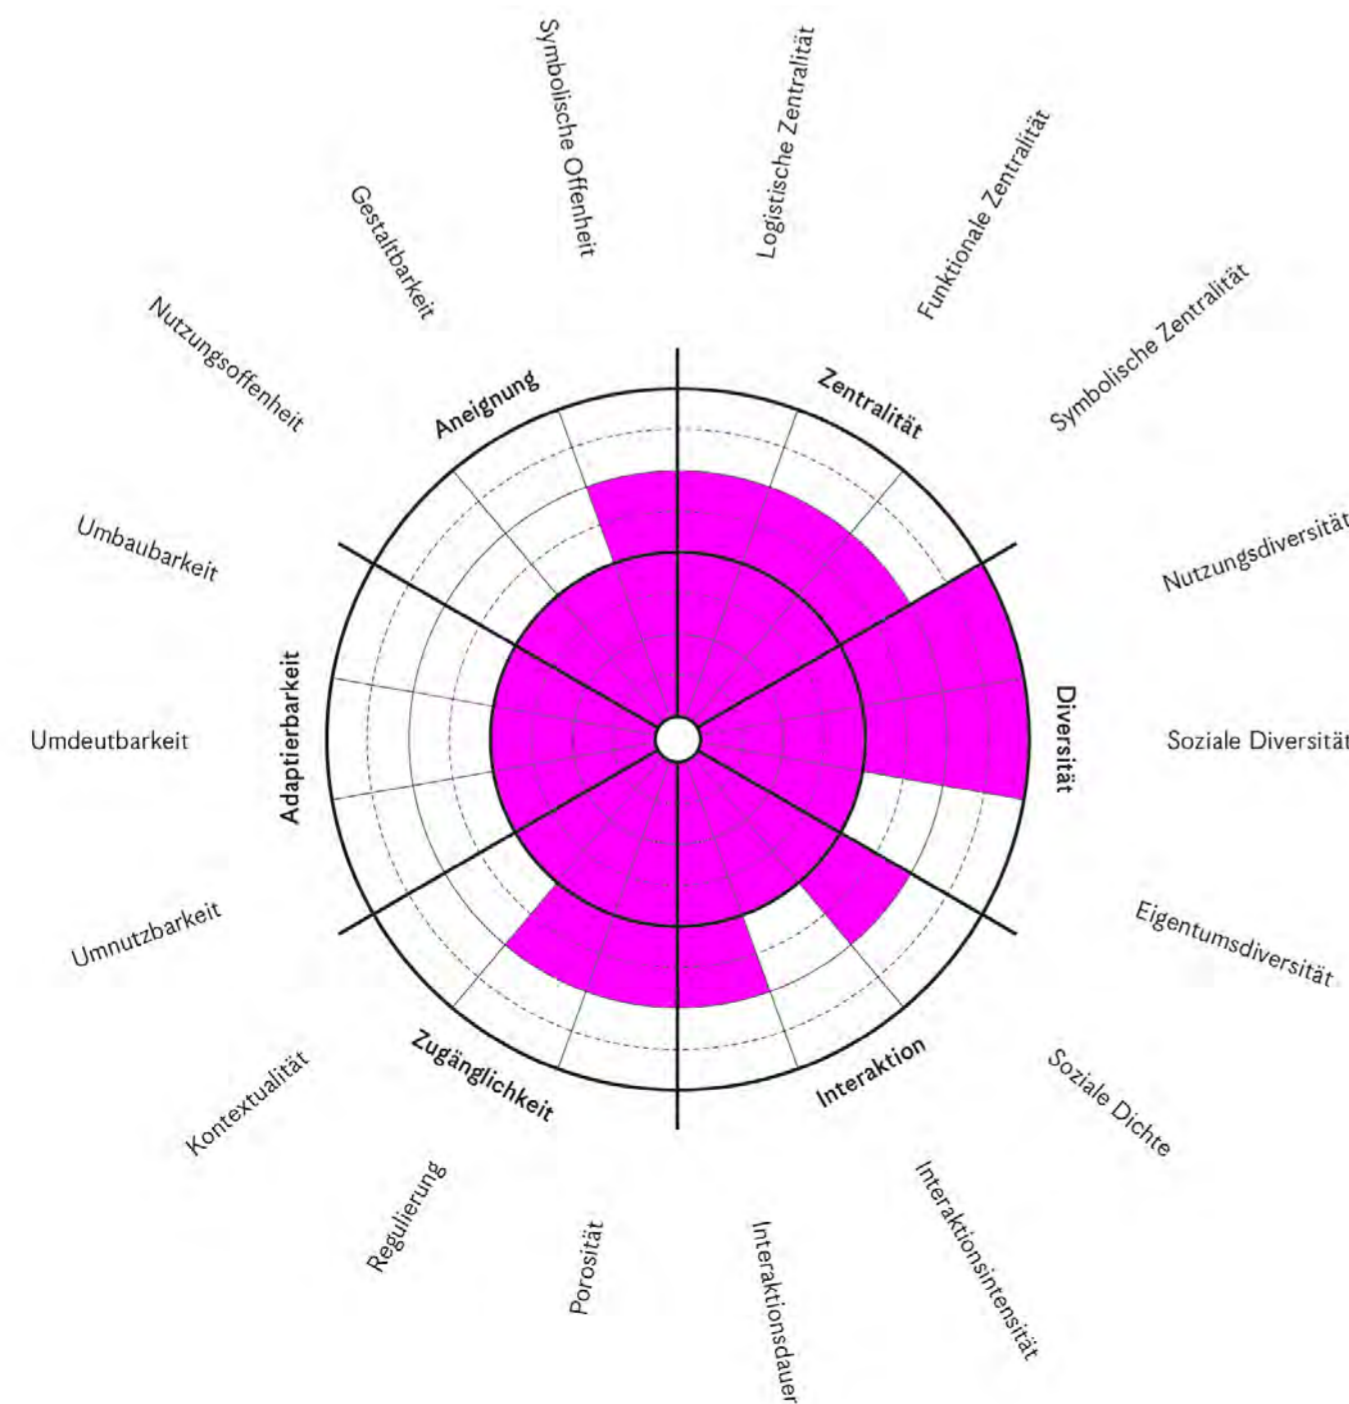 Symbolische Offenheit
Logistische Zentralität
Funktionale Zentralität
Symbolische Zentralität
Nutzungsdiversität
Soziale Diversität
Eigentumsdiversität
Soziale Dichte
Interaktionsintensität
Interaktionsdauer
Porosität
Regulierung
Kontextualität
Umnutzbarkeit
Umdeutbarkeit
Umbaubarkeit
Nutzungsoffenheit
Gestaltbarkeit
Aneignung
Zentralität
Diversität
Interaktion
Zugänglichkeit
Adaptierbarkeit